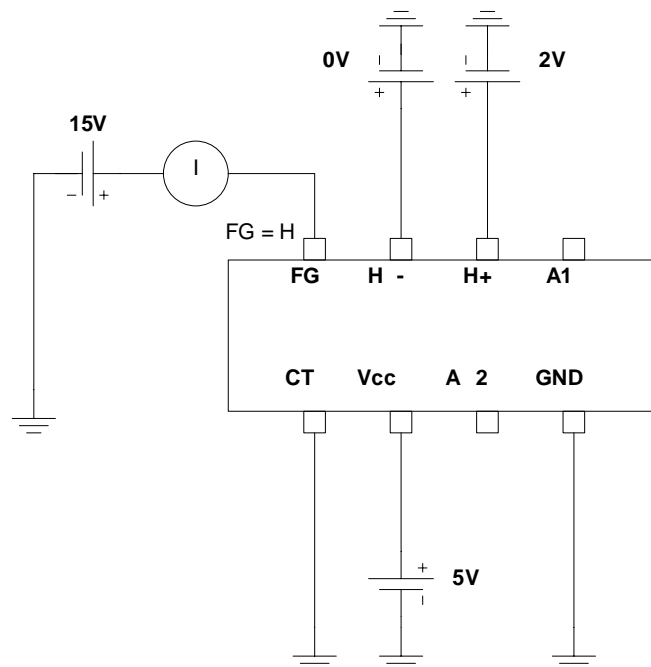 0V 2V
15V
I
FG = H
FG H - H+ A1
CT Vcc A 2 GND
5V